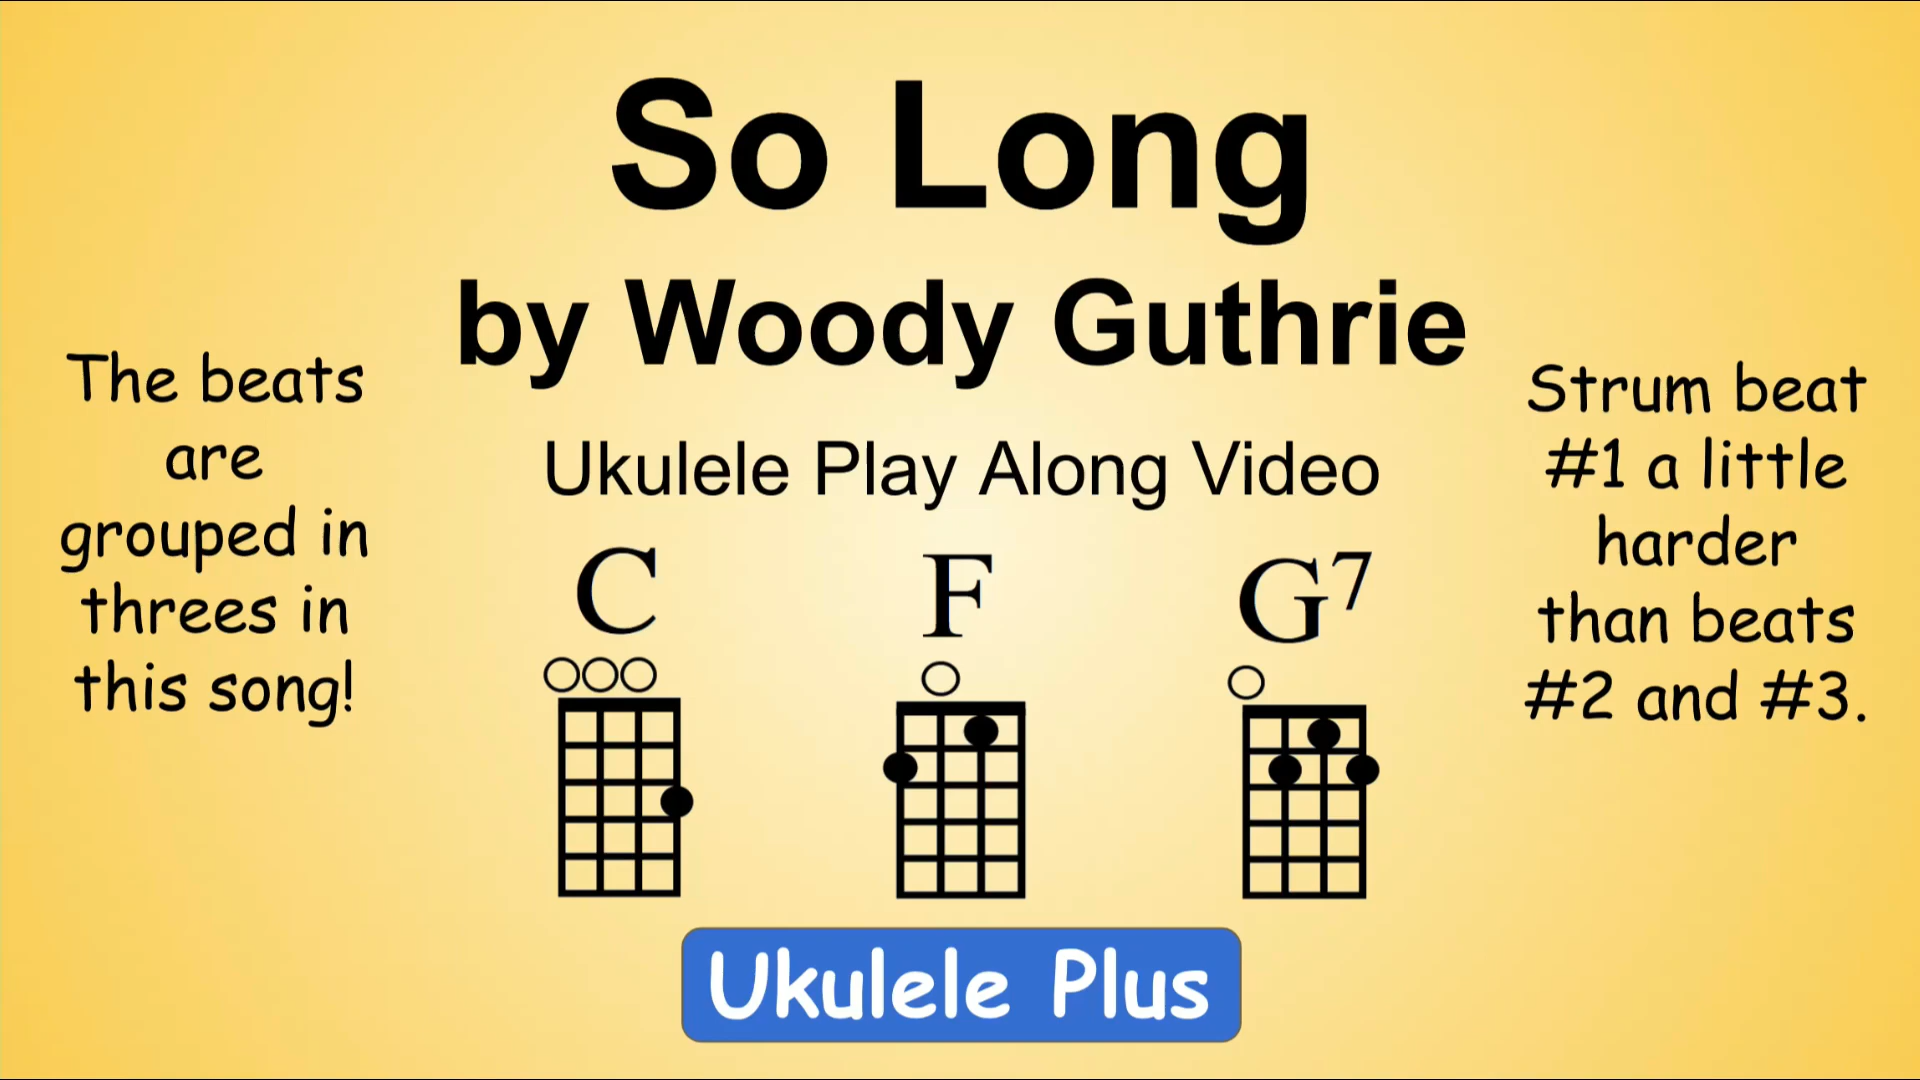 So Long
by Woody Guthrie
Ukulele Play Along Video
The beats
are
grouped in
threes in
this song!
Strum beat
#1 a little
harder
than beats
#2 and #3.
C
F
G7
Ukulele Plus